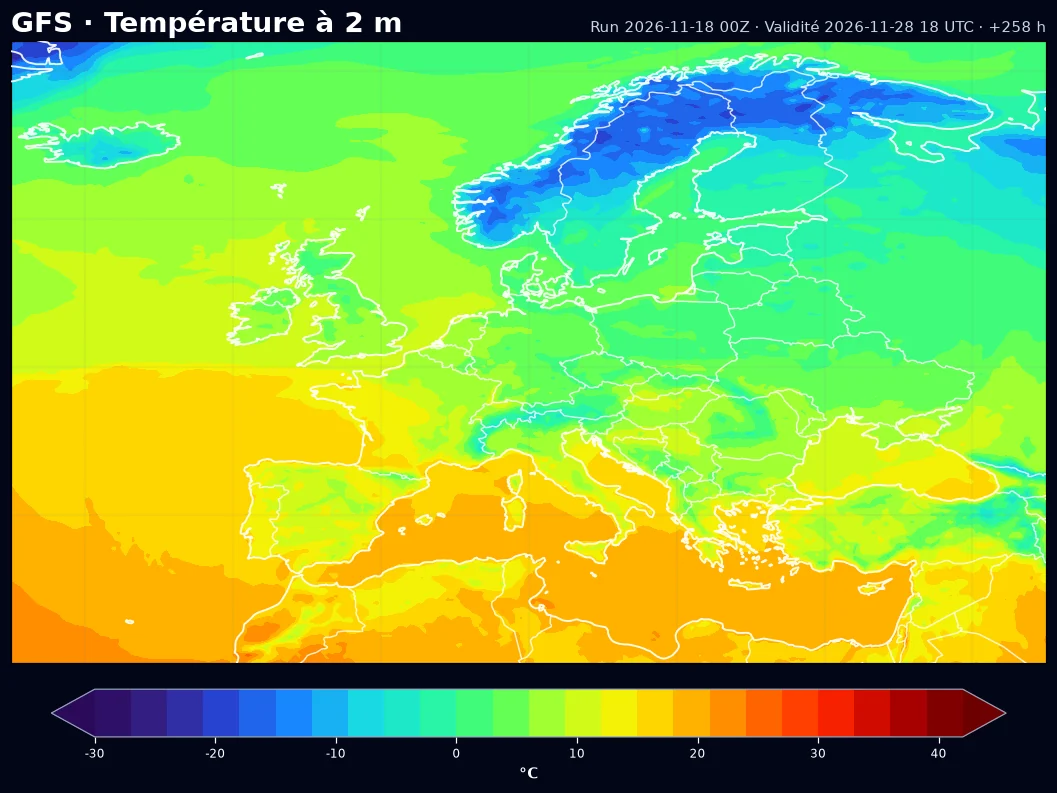 GFS · Température à 2 m
Run 2026-11-18 00Z · Validité 2026-11-28 18 UTC · +258 h
-30 -20 -10 0 10 20 30 40
°C